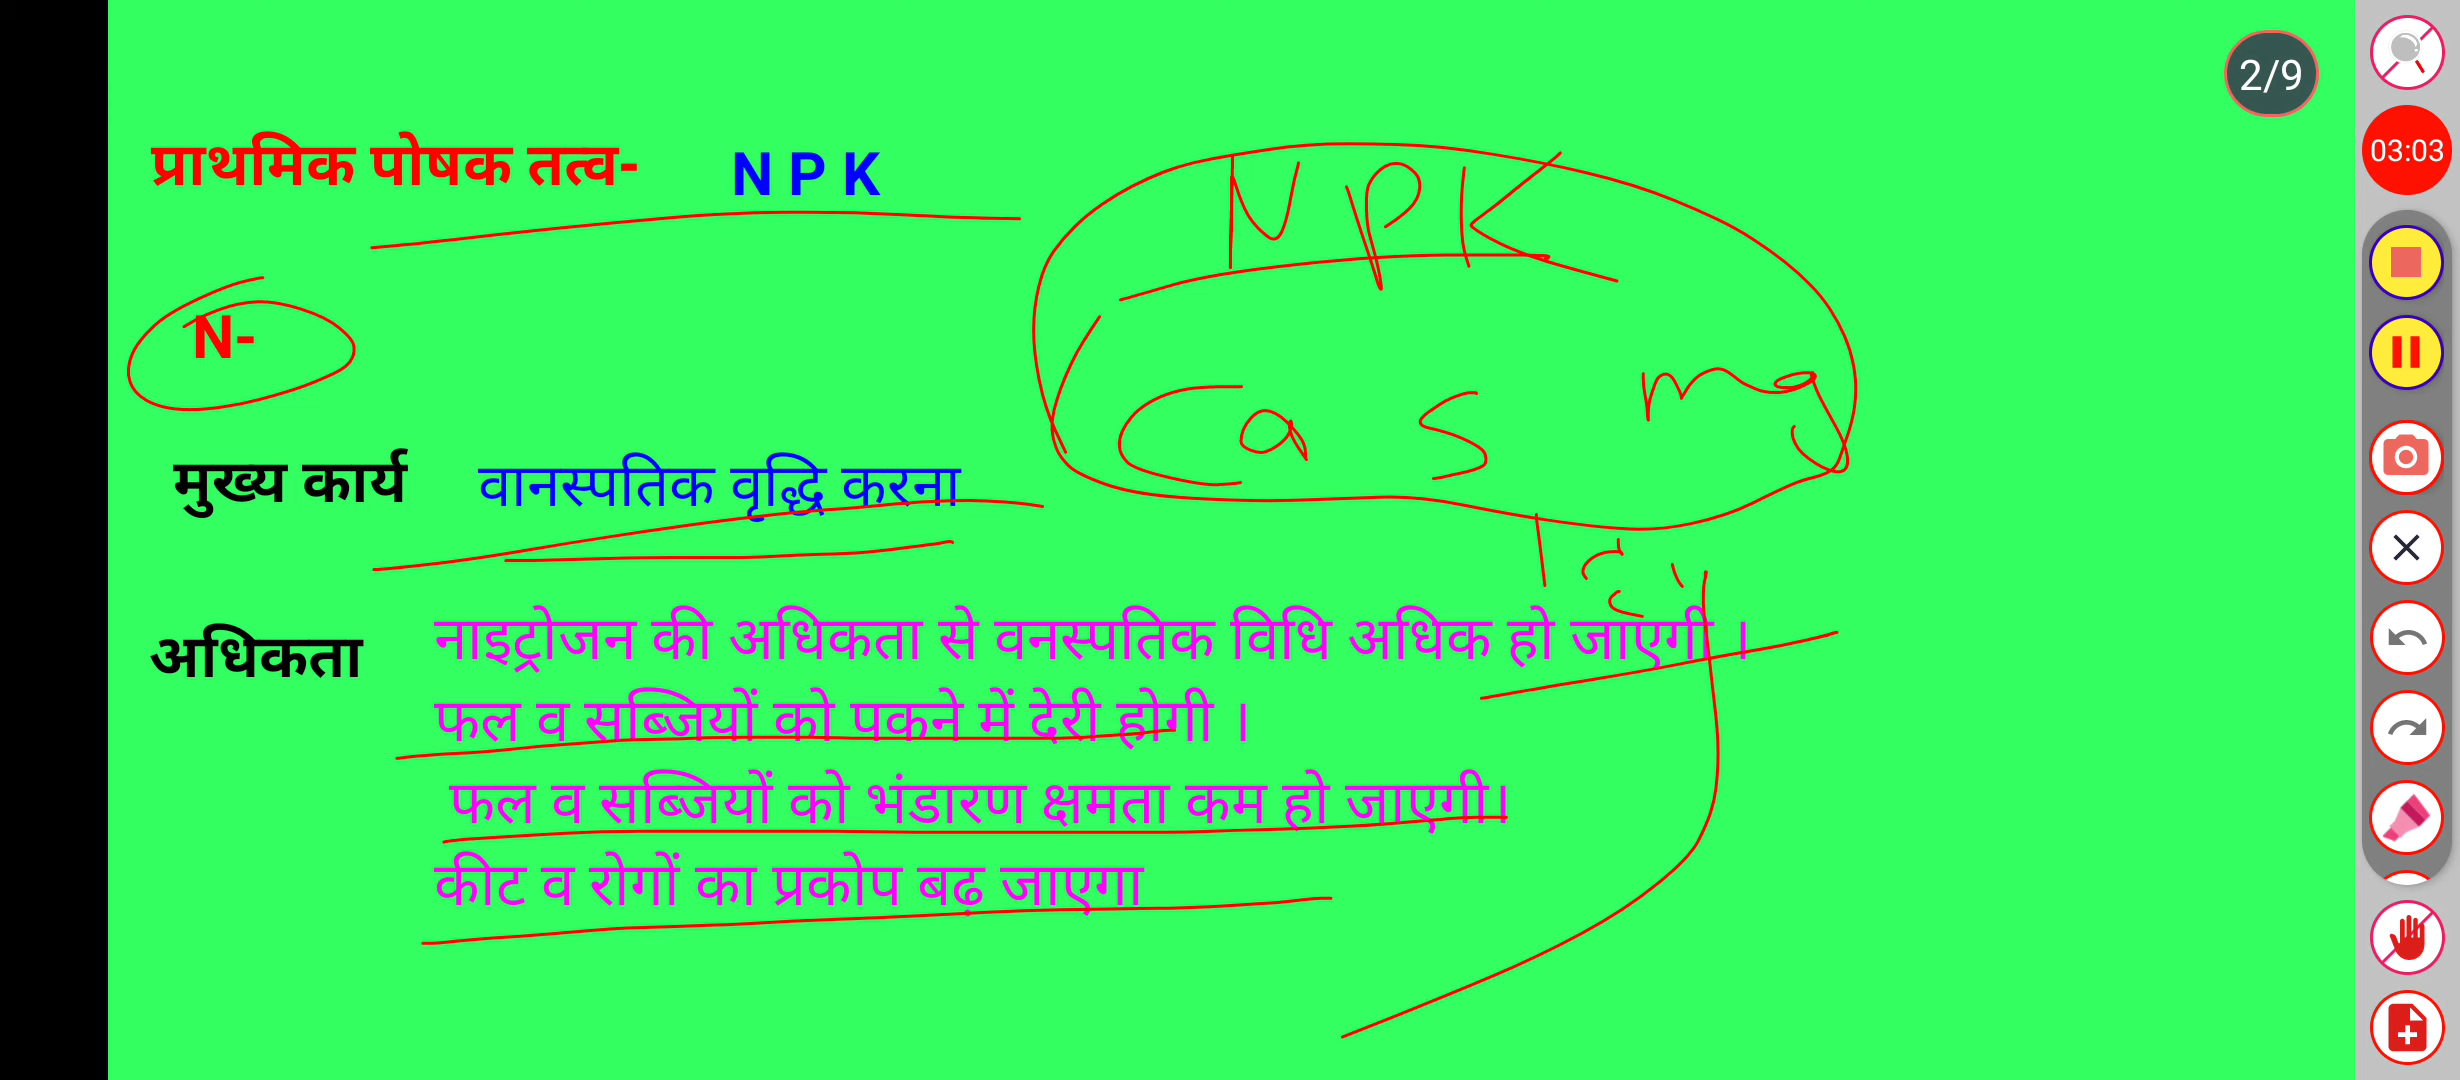 2/9
03:03
प्राथमिक पोषक तत्व- N P K
N P K
N-
Ca S mg
मुख्य कार्य वानस्पतिक वृद्धि करना
अधिकता नाइट्रोजन की अधिकता से वनस्पतिक विधि अधिक हो जाएगी ।
फल व सब्जियों को पकने में देरी होगी ।
फल व सब्जियों को भंडारण क्षमता कम हो जाएगी।
कीट व रोगों का प्रकोप बढ़ जाएगा